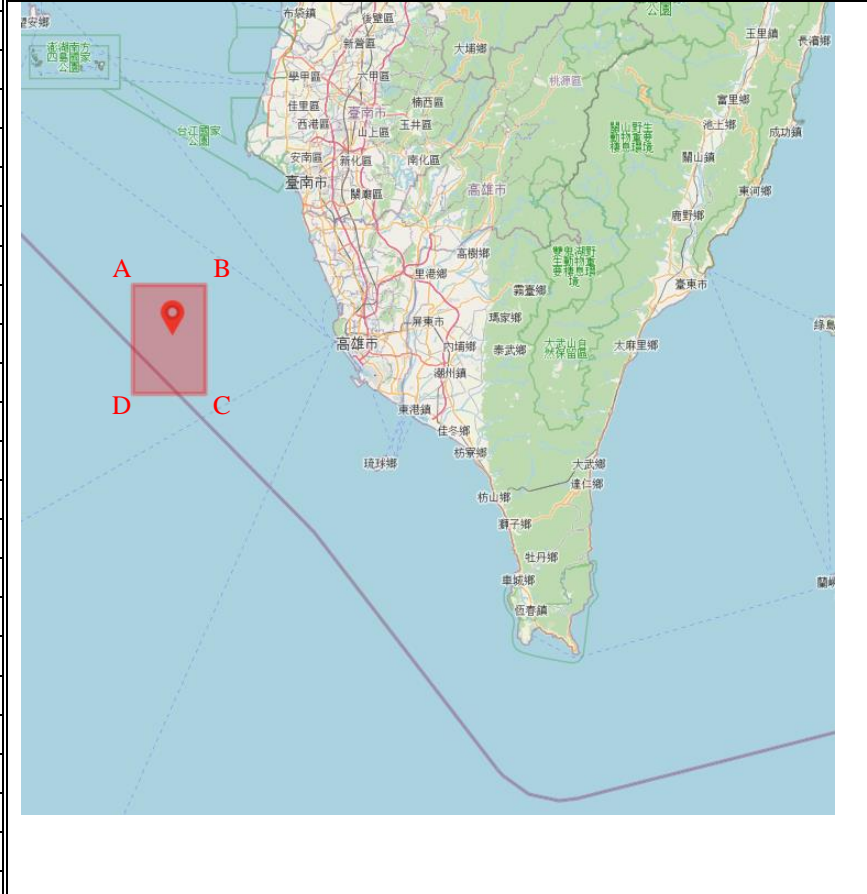 布袋鎮
後壁區
公園
玉里鎮
長濱鄉
望安鄉
新營區
大埔鄉
澎湖南方
四島國家
公園
學甲區
六甲區
桃源區
富里鄉
佳里區
臺南市
楠西區
西港區
山上區
玉井區
台江國家
公園
關山野生
動物重要
棲息環境
池上鄉
成功鎮
安南區
新化區
南化區
關山鎮
臺南市
關廟區
高雄市
東河鄉
鹿野鄉
A
B
高樹鄉
里港鄉
雙鬼湖野
生動物重
要棲息環
境
臺東市
霧臺鄉
瑪家鄉
屏東市
綠島
高雄市
內埔鄉
泰武鄉
大武山自
然保留區
太麻里鄉
潮州鎮
D
C
東港鎮
佳冬鄉
枋寮鄉
琉球鄉
大武鄉
達仁鄉
枋山鄉
獅子鄉
牡丹鄉
車城鄉
蘭嶼
恆春鎮